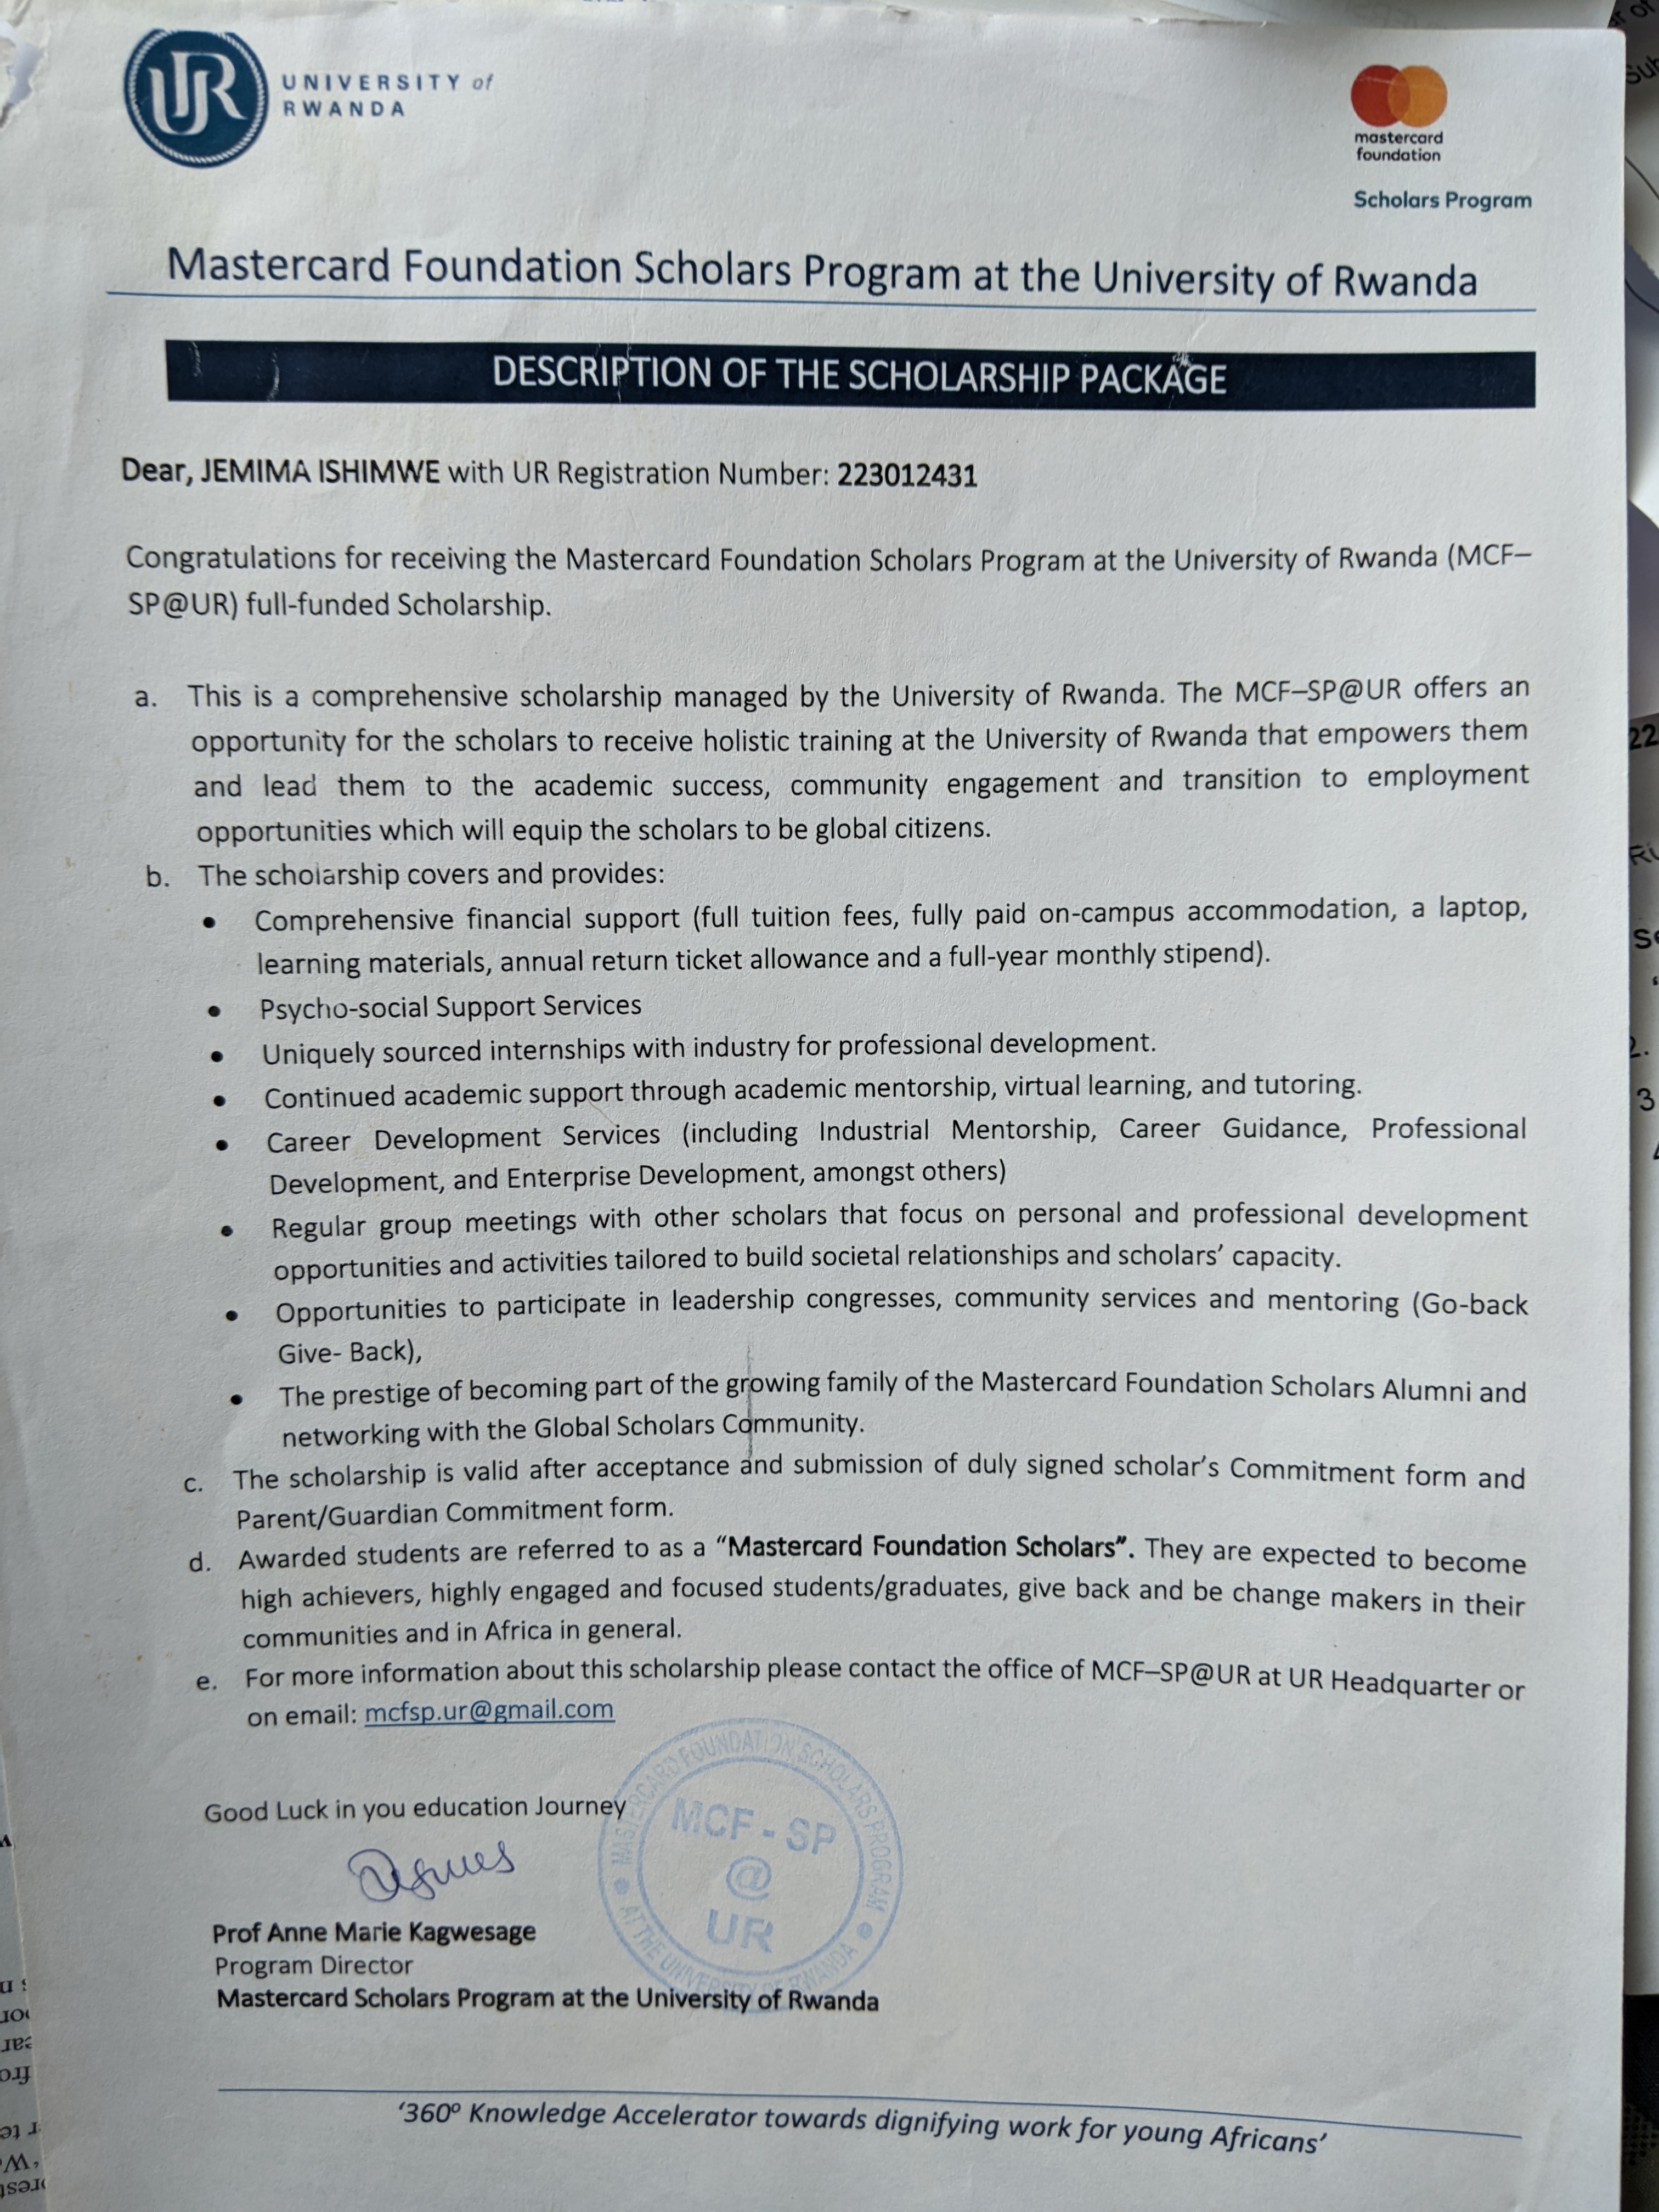 UNIVERSITY of
RWANDA
mastercard
foundation
Scholars Program
Mastercard Foundation Scholars Program at the University of Rwanda
DESCRIPTION OF THE SCHOLARSHIP PACKAGE
Dear, JEMIMA ISHIMWE with UR Registration Number: 223012431
Congratulations for receiving the Mastercard Foundation Scholars Program at the University of Rwanda (MCF–
SP@UR) full-funded Scholarship.
a. This is a comprehensive scholarship managed by the University of Rwanda. The MCF–SP@UR offers an
opportunity for the scholars to receive holistic training at the University of Rwanda that empowers them
and lead them to the academic success, community engagement and transition to employment
opportunities which will equip the scholars to be global citizens.
b. The scholarship covers and provides:
• Comprehensive financial support (full tuition fees, fully paid on-campus accommodation, a laptop,
learning materials, annual return ticket allowance and a full-year monthly stipend).
• Psycho-social Support Services
• Uniquely sourced internships with industry for professional development.
• Continued academic support through academic mentorship, virtual learning, and tutoring.
• Career Development Services (including Industrial Mentorship, Career Guidance, Professional
Development, and Enterprise Development, amongst others)
• Regular group meetings with other scholars that focus on personal and professional development
opportunities and activities tailored to build societal relationships and scholars’ capacity.
• Opportunities to participate in leadership congresses, community services and mentoring (Go-back
Give- Back),
• The prestige of becoming part of the growing family of the Mastercard Foundation Scholars Alumni and
networking with the Global Scholars Community.
c. The scholarship is valid after acceptance and submission of duly signed scholar’s Commitment form and
Parent/Guardian Commitment form.
d. Awarded students are referred to as a “Mastercard Foundation Scholars”. They are expected to become
high achievers, highly engaged and focused students/graduates, give back and be change makers in their
communities and in Africa in general.
e. For more information about this scholarship please contact the office of MCF–SP@UR at UR Headquarter or
on email: mcfsp.ur@gmail.com
Good Luck in you education Journey
MASTERCARD FOUNDATION SCHOLARS PROGRAM
MCF - SP
@
UR
AT THE UNIVERSITY OF RWANDA
Prof Anne Marie Kagwesage
Program Director
Mastercard Scholars Program at the University of Rwanda
‘360º Knowledge Accelerator towards dignifying work for young Africans’